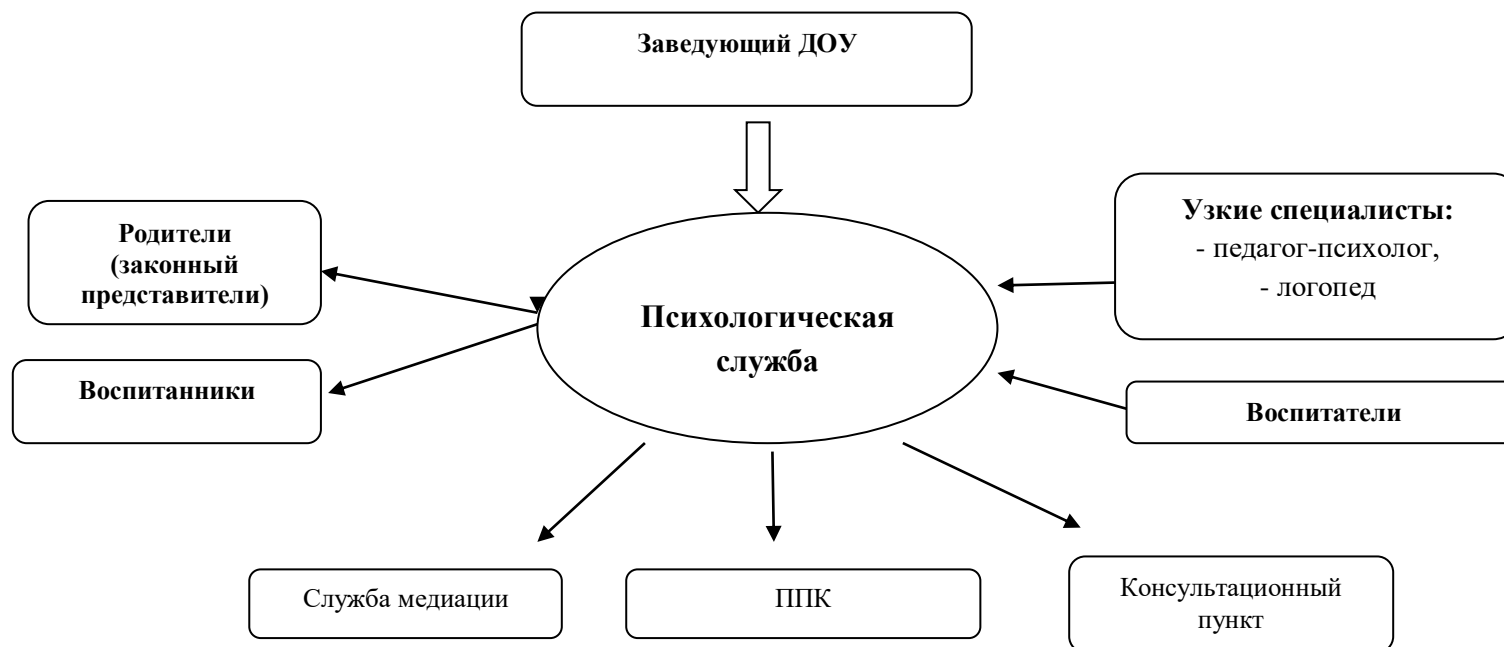 Заведующий ДОУ
Родители
(законный
представители)
Узкие специалисты:
- педагог-психолог,
- логопед
Психологическая
служба
Воспитанники
Воспитатели
Служба медиации
ППК
Консультационный
пункт